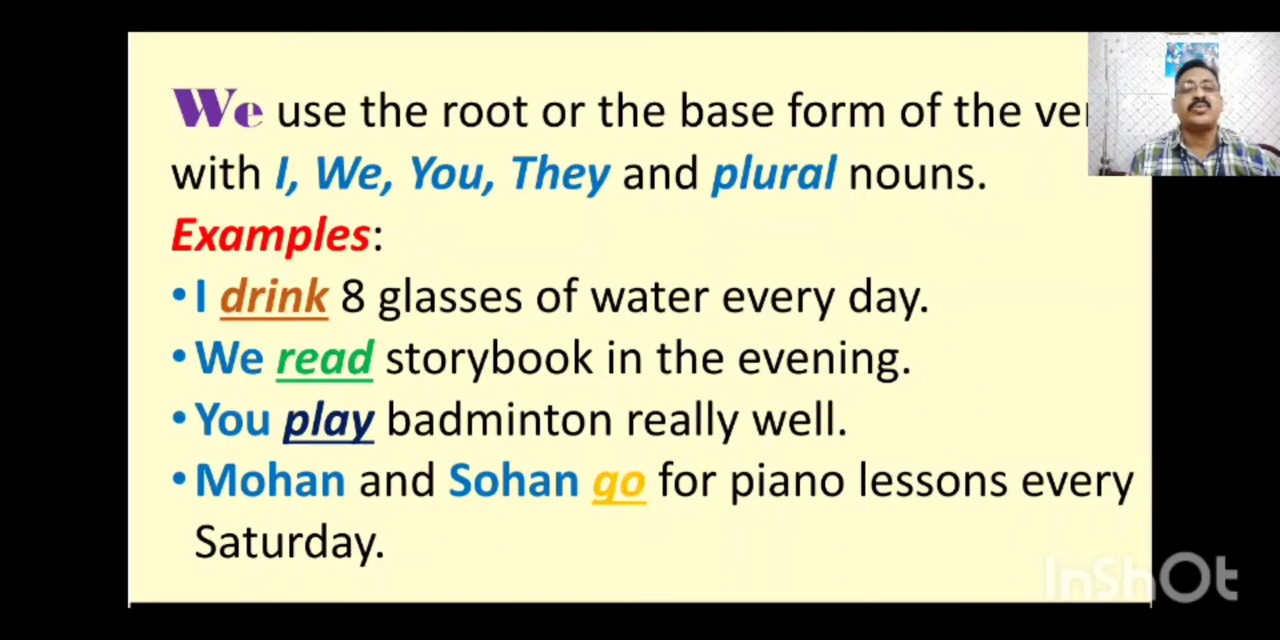 We use the root or the base form of the
with I, We, You, They and plural nouns.
Examples:
•I drink 8 glasses of water every day.
•We read storybook in the evening.
•You play badminton really well.
•Mohan and Sohan go for piano lessons every
Saturday.
InShOt